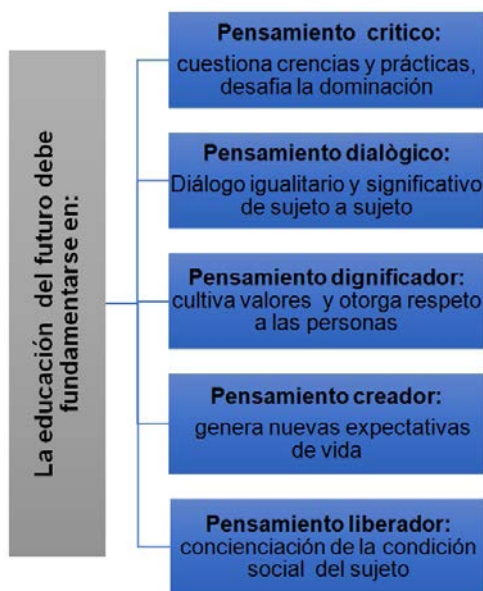 La educación del futuro debe
fundamentarse en:
Pensamiento critico:
cuestiona crencias y prácticas,
desafia la dominación
Pensamiento dialògico:
Diálogo igualitario y significativo
de sujeto a sujeto
Pensamiento dignificador:
cultiva valores y otorga respeto
a las personas
Pensamiento creador:
genera nuevas expectativas
de vida
Pensamiento liberador:
concienciación de la condición
social del sujeto